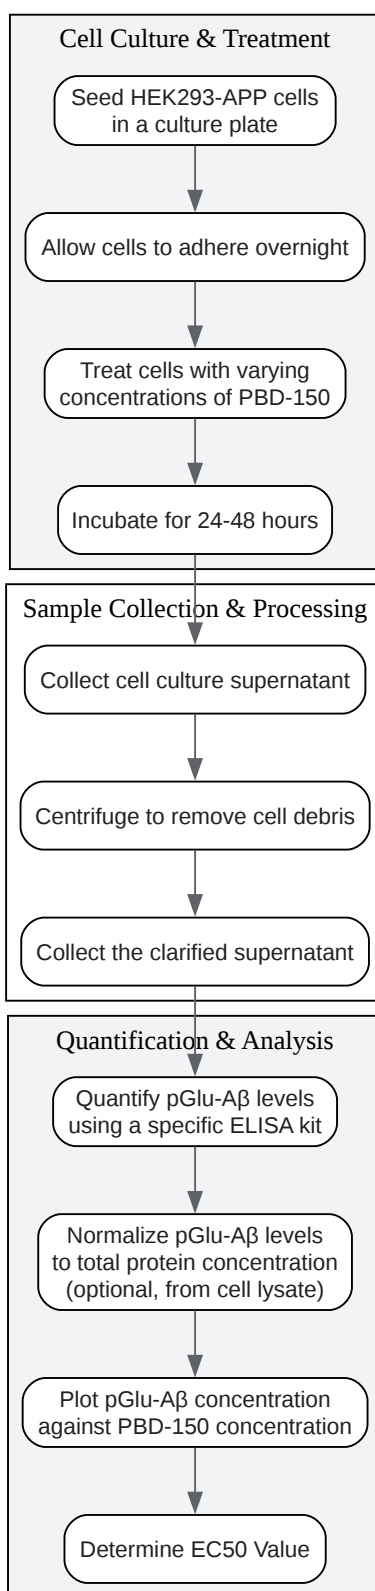 Cell Culture & Treatment
Seed HEK293-APP cells
in a culture plate
Allow cells to adhere overnight
Treat cells with varying
concentrations of PBD-150
Incubate for 24-48 hours
Sample Collection & Processing
Collect cell culture supernatant
Centrifuge to remove cell debris
Collect the clarified supernatant
Quantification & Analysis
Quantify pGlu-Aβ levels
using a specific ELISA kit
Normalize pGlu-Aβ levels
to total protein concentration
(optional, from cell lysate)
Plot pGlu-Aβ concentration
against PBD-150 concentration
Determine EC50 Value